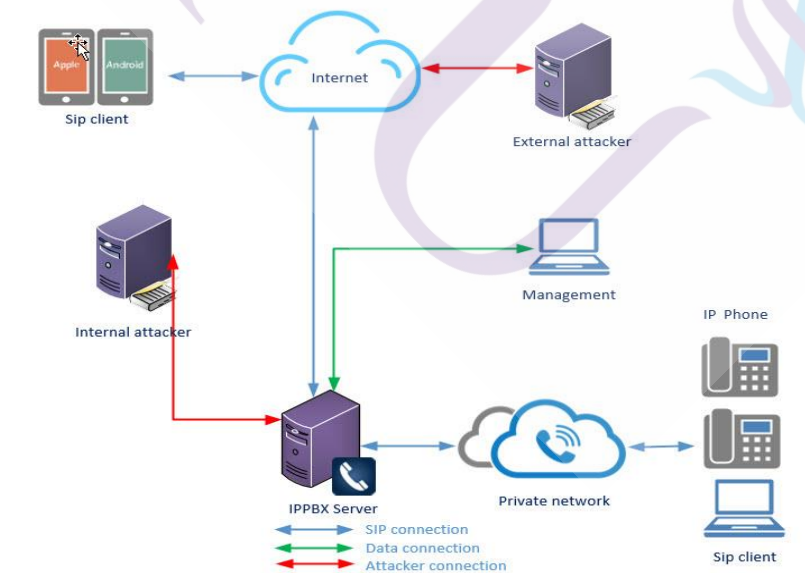 Apple
Android
Sip client
Internet
External attacker
Internal attacker
Management
IP Phone
IPPBX Server
Private network
Sip client
SIP connection
Data connection
Attacker connection